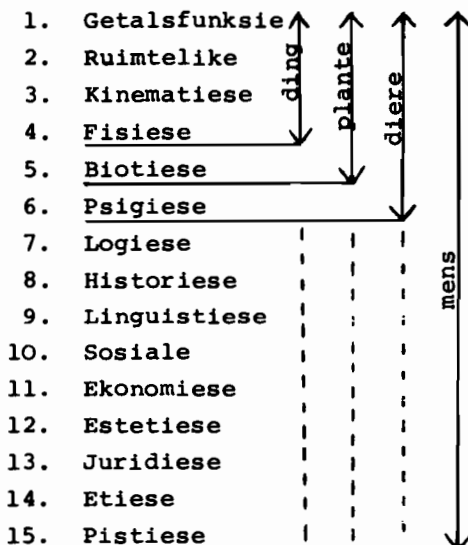 1. Getalsfunksie
2. Ruimtelike
3. Kinematiese
4. Fisiese
5. Biotiese
6. Psigiese
7. Logiese
8. Historiese
9. Linguistiese
10. Sosiale
11. Ekonomiese
12. Estetiese
13. Juridiese
14. Etiese
15. Pistiese
ding
plante
diere
mens